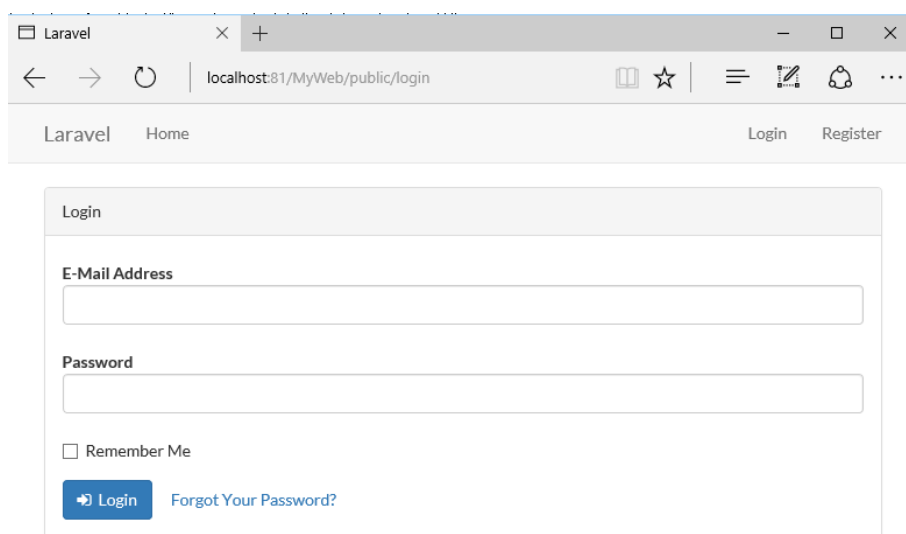 Laravel
localhost:81/MyWeb/public/login
Laravel Home Login Register
Login
E-Mail Address
Password
Remember Me
Login Forgot Your Password?